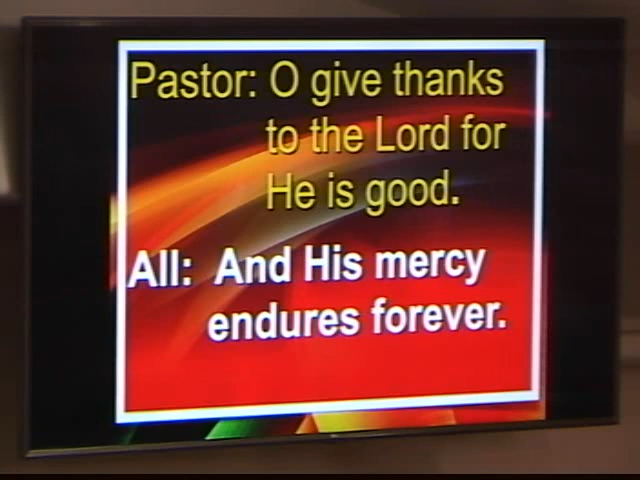 Pastor: O give thanks
to the Lord for
He is good.
All: And His mercy
endures forever.